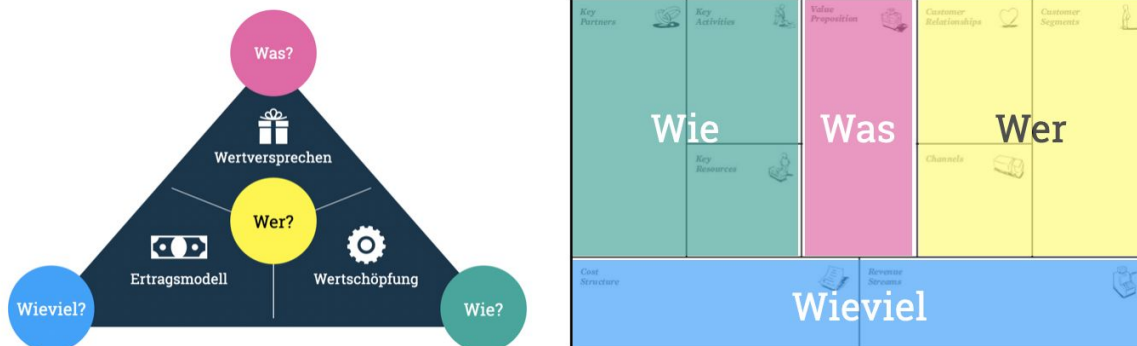 Was?
Wertversprechen
Wer?
Ertragsmodell
Wertschöpfung
Wieviel?
Wie?
Key
Partners
Key
Activities
Value
Proposition
Customer
Relationships
Customer
Segments
Wie
Was
Wer
Key
Resources
Channels
Cost
Structure
Revenue
Streams
Wieviel